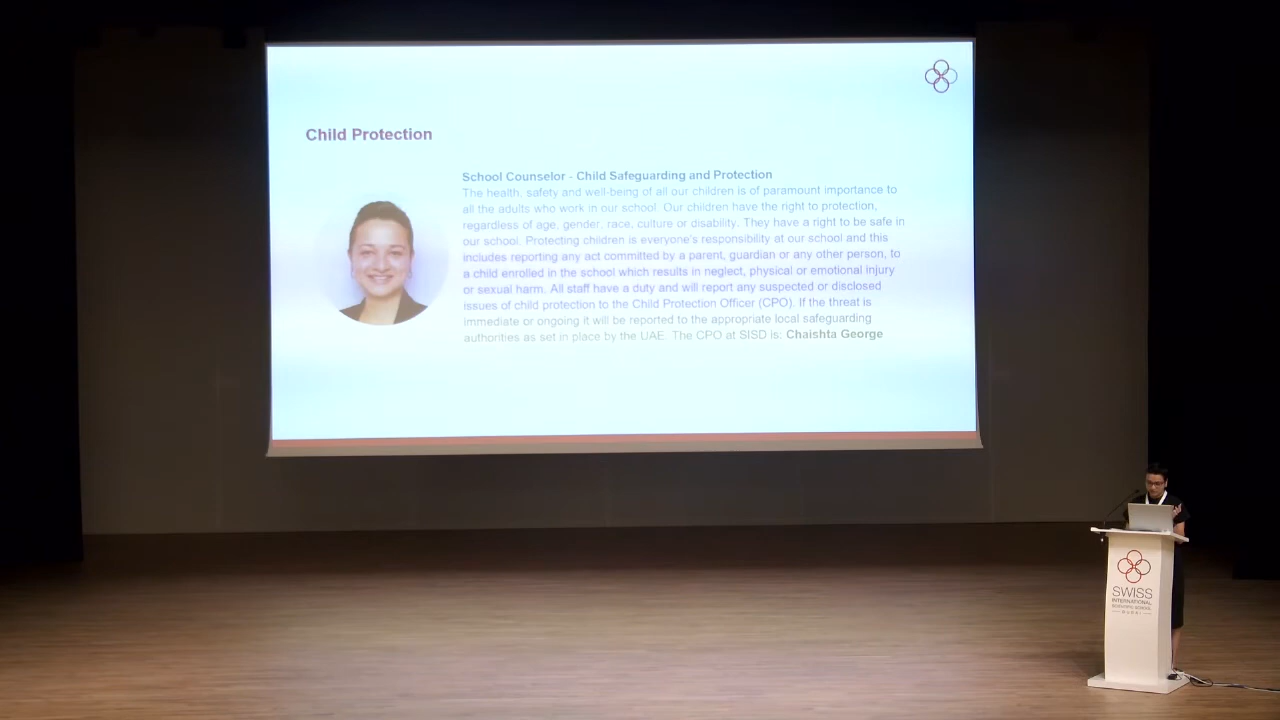 Child Protection
School Counselor - Child Safeguarding and Protection
The health, safety and well-being of all our children is of paramount importance to
all the adults who work in our school. Our children have the right to protection,
regardless of age, gender, race, culture or disability. They have a right to be safe in
our school. Protecting children is everyone's responsibility at our school and this
includes reporting any act committed by a parent, guardian or any other person, to
a child enrolled in the school which results in neglect, physical or emotional injury
or sexual harm. All staff have a duty and will report any suspected or disclosed
issues of child protection to the Child Protection Officer (CPO). If the threat is
immediate or ongoing it will be reported to the appropriate local safeguarding
authorities as set in place by the UAE. The CPO at SISD is: Chaishta George
SWISS
INTERNATIONAL
SCIENTIFIC SCHOOL
DUBAI